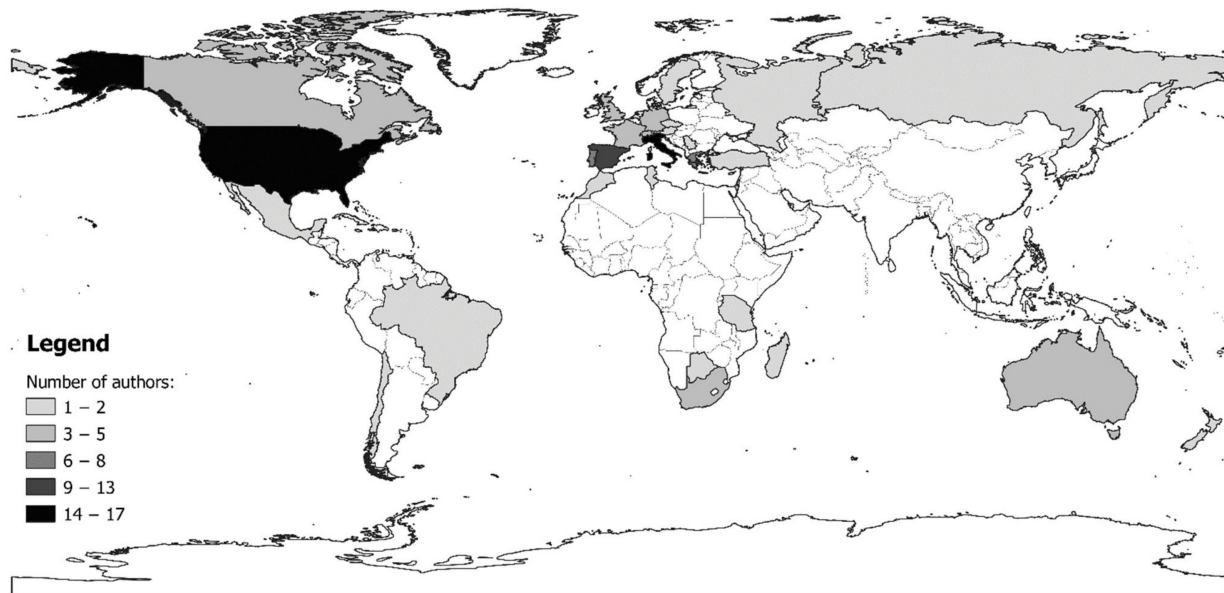 Legend
Number of authors:
1 – 2
3 – 5
6 – 8
9 – 13
14 – 17